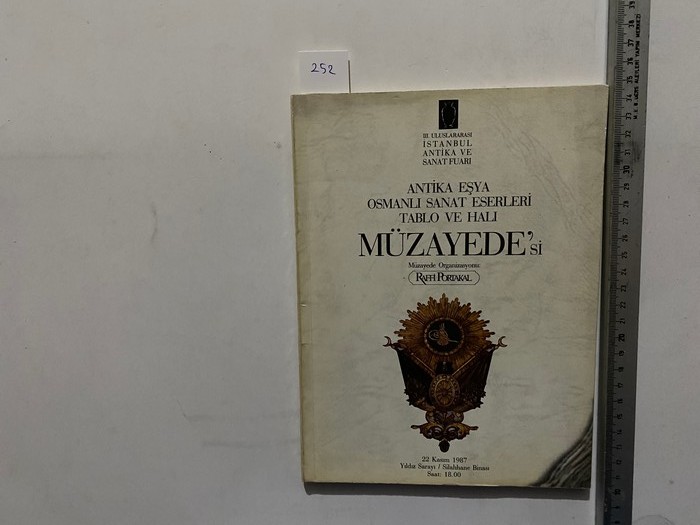 252
III. ULUSLARARASI
İSTANBUL
ANTİKA VE
SANAT FUARI
ANTİKA EŞYA
OSMANLI SANAT ESERLERİ
TABLO VE HALI
MÜZAYEDE'Sİ
Müzayede Organizasyonu:
RAFFİ PORTAKAL
22 Kasım 1987
Yıldız Sarayı / Silahhane Binası
Saat: 18.00